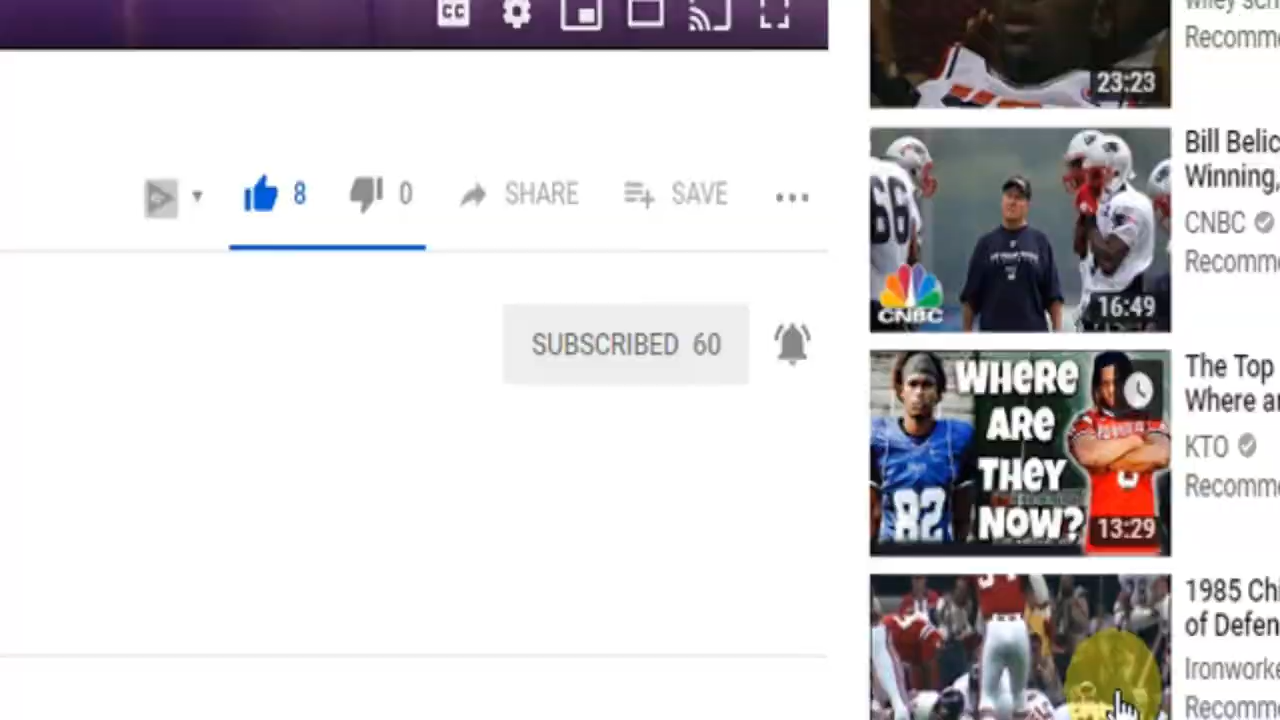 CC
8
0
SHARE
SAVE
SUBSCRIBED 60
Recomme
23:23
Bill Belic
Winning,
CNBC
Recomme
66
CNBC
16:49
The Top
Where ar
KTO
Recomme
WHERE
ARE
THEY
NOW?
82
13:29
1985 Chi
of Defen
Ironworke
Recomme